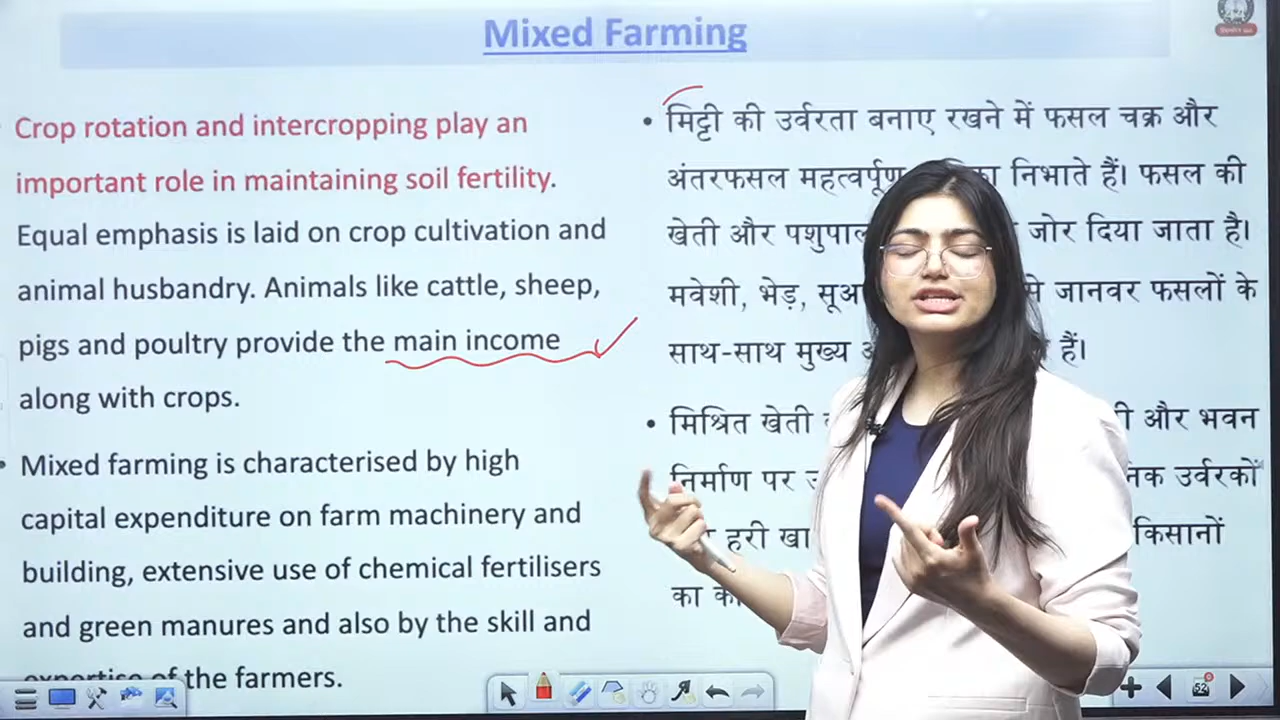 Mixed Farming
Crop rotation and intercropping play an
important role in maintaining soil fertility.
Equal emphasis is laid on crop cultivation and
animal husbandry. Animals like cattle, sheep,
pigs and poultry provide the main income
along with crops.
• Mixed farming is characterised by high
capital expenditure on farm machinery and
building, extensive use of chemical fertilisers
and green manures and also by the skill and
expertise of the farmers.
• मिट्टी की उर्वरता बनाए रखने में फसल चक्र और
अंतरफसल महत्वपूर्ण निभाते हैं। फसल की
खेती और जोर दिया जाता है।
मवेशी, भेड़, जानवर फसलों के
साथ-साथ मुख्य हैं।
• मिश्रित खेती और भवन
निर्माण पर उर्वरकों
हरी किसानों
का
52